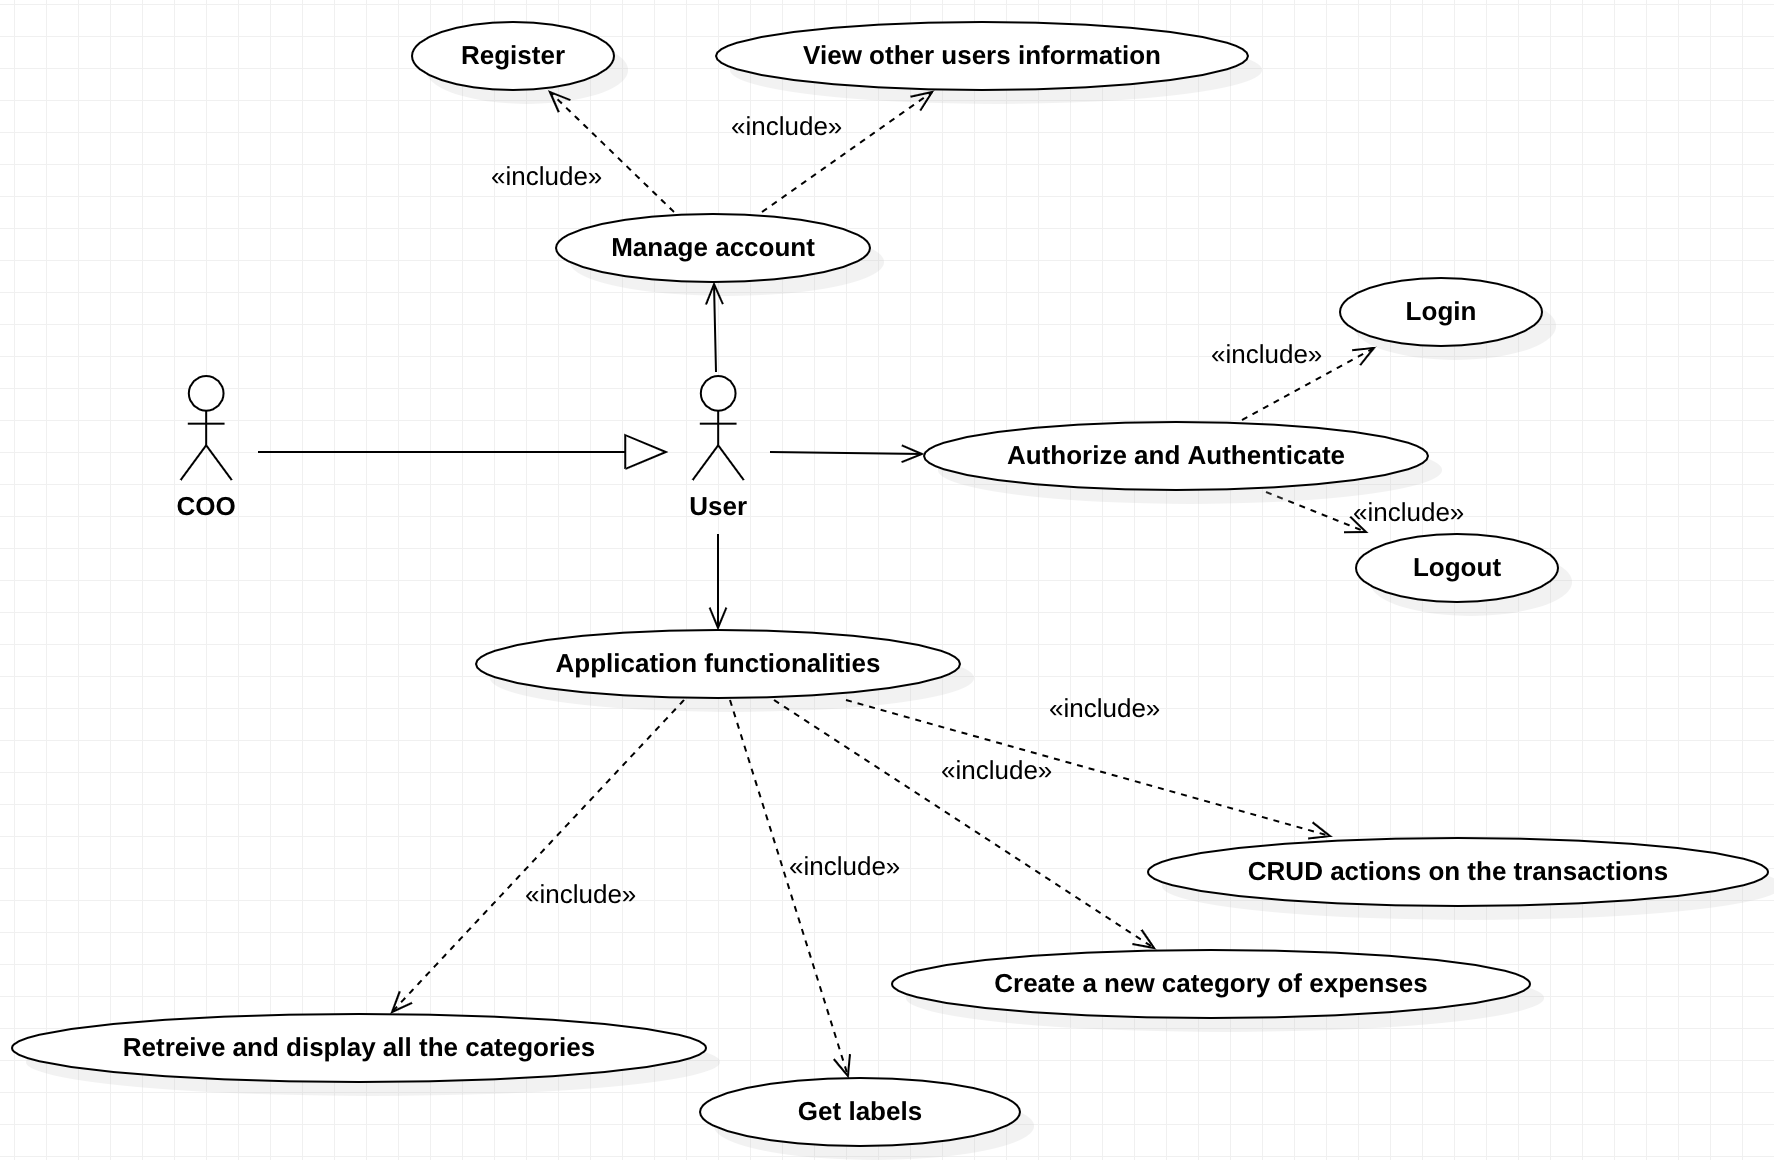 Register
View other users information
«include»
«include»
Manage account
Login
«include»
Authorize and Authenticate
COO
User
«include»
Logout
Application functionalities
«include»
«include»
«include»
CRUD actions on the transactions
«include»
Create a new category of expenses
Retreive and display all the categories
Get labels